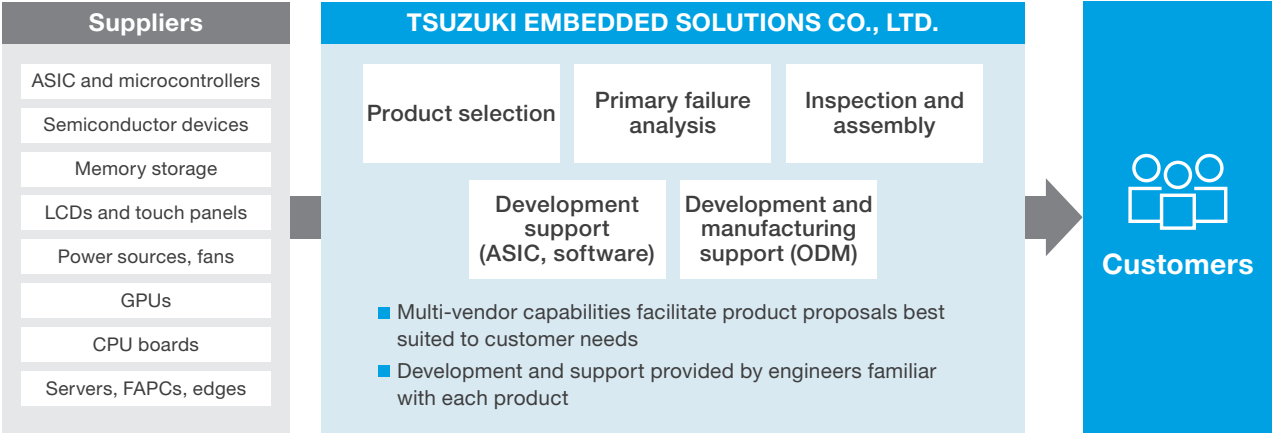 Suppliers
ASIC and microcontrollers
Semiconductor devices
Memory storage
LCDs and touch panels
Power sources, fans
GPUs
CPU boards
Servers, FAPCs, edges
TSUZUKI EMBEDDED SOLUTIONS CO., LTD.
Product selection
Primary failure
analysis
Inspection and
assembly
Development
support
(ASIC, software)
Development and
manufacturing
support (ODM)
Multi-vendor capabilities facilitate product proposals best
suited to customer needs
Development and support provided by engineers familiar
with each product
Customers